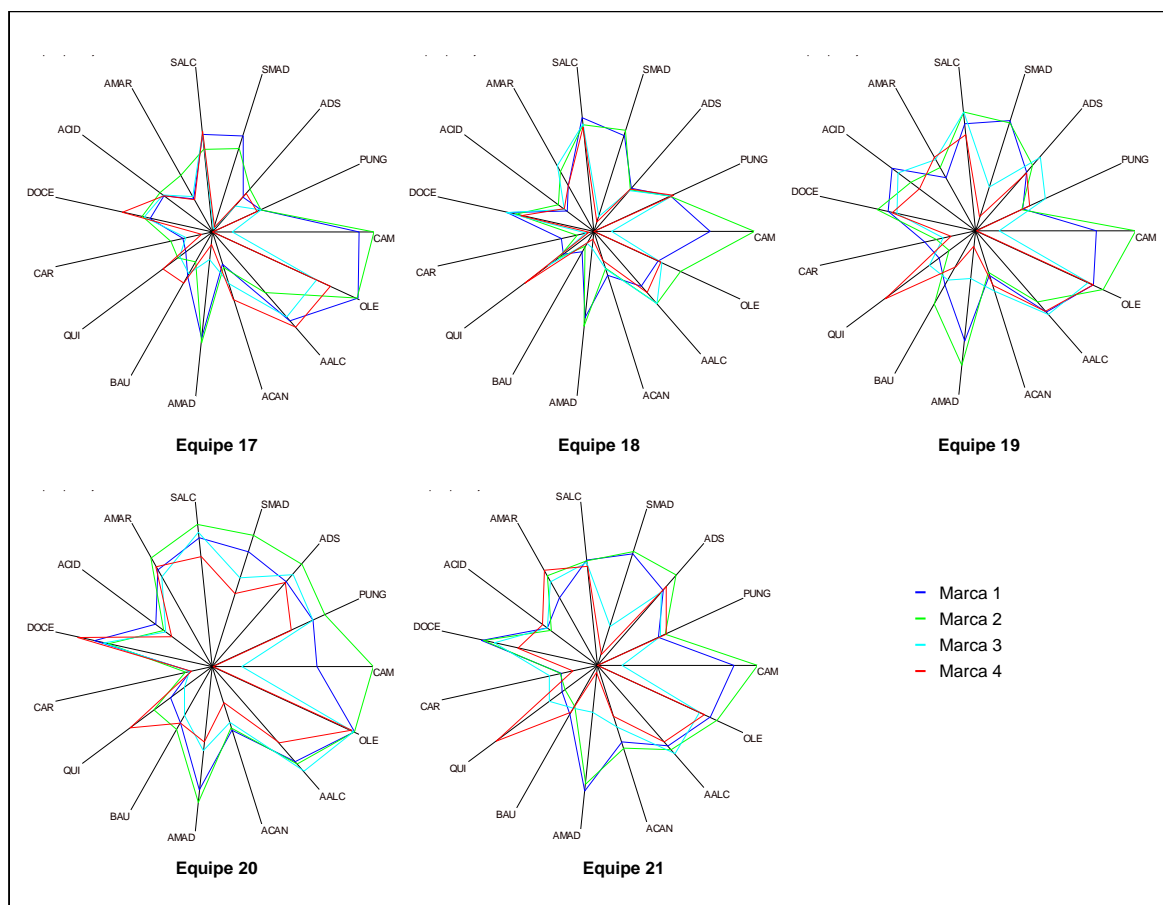 SALC
SMAD
AMAR
ADS
ACID
PUNG
DOCE
CAM
CAR
OLE
QUI
AALC
BAU
ACAN
AMAD
Equipe 17
SALC
SMAD
AMAR
ADS
ACID
PUNG
DOCE
CAM
CAR
OLE
QUI
AALC
BAU
ACAN
AMAD
Equipe 18
SALC
SMAD
AMAR
ADS
ACID
PUNG
DOCE
CAM
CAR
OLE
QUI
AALC
BAU
ACAN
AMAD
Equipe 19
SALC
SMAD
AMAR
ADS
ACID
PUNG
DOCE
CAM
CAR
OLE
QUI
AALC
BAU
ACAN
AMAD
Equipe 20
SALC
SMAD
AMAR
ADS
ACID
PUNG
DOCE
CAM
CAR
OLE
QUI
AALC
BAU
ACAN
AMAD
Equipe 21
Marca 1
Marca 2
Marca 3
Marca 4